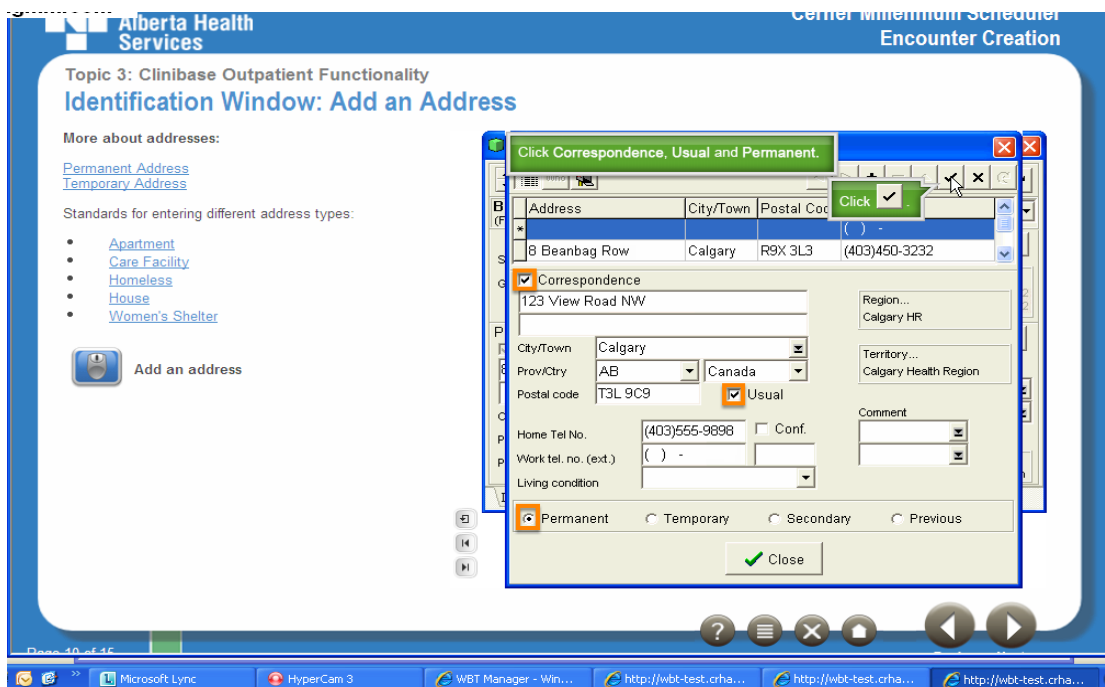 Alberta Health
Services
Cerner Millennium Scheduler
Encounter Creation
Topic 3: Clinibase Outpatient Functionality
Identification Window: Add an Address
More about addresses:
Permanent Address
Temporary Address
Standards for entering different address types:
Apartment
Care Facility
Homeless
House
Women's Shelter
Add an address
Click Correspondence, Usual and Permanent.
Click ✓ .
Address City/Town Postal Coc
* ( ) -
8 Beanbag Row Calgary R9X 3L3 (403)450-3232
Correspondence
123 View Road NW
Region...
Calgary HR
City/Town Calgary
Territory...
Calgary Health Region
Prov/Ctry AB Canada
Postal code T3L 9C9 Usual
Comment
Home Tel No. (403)555-9898 Conf.
Work tel. no. (ext.) ( ) -
Living condition
Permanent Temporary Secondary Previous
Close
?
Microsoft Lync HyperCam 3 WBT Manager - Win... http://wbt-test.crha... http://wbt-test.crha... http://wbt-test.crha...